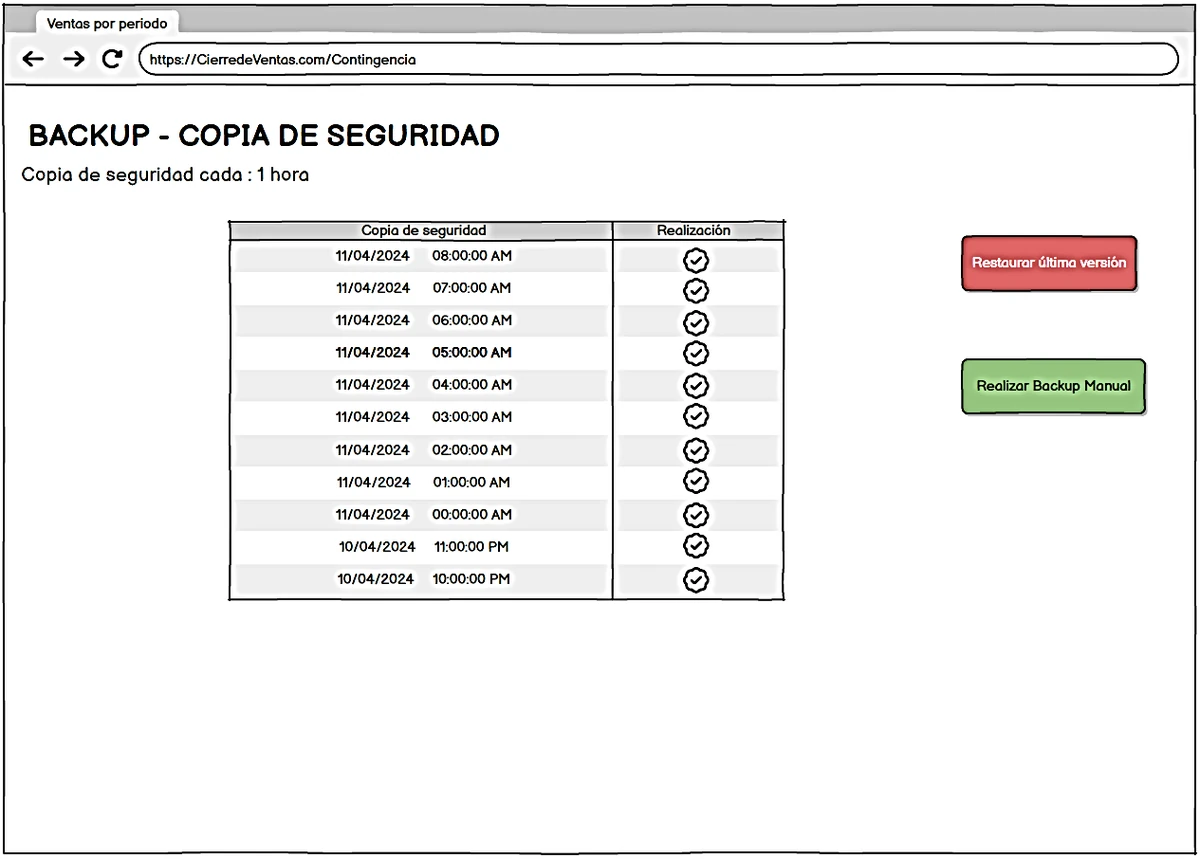 Ventas por periodo
https://CierredeVentas.com/Contingencia
BACKUP - COPIA DE SEGURIDAD
Copia de seguridad cada : 1 hora
Copia de seguridad Realización
11/04/2024 08:00:00 AM
11/04/2024 07:00:00 AM
11/04/2024 06:00:00 AM
11/04/2024 05:00:00 AM
11/04/2024 04:00:00 AM
11/04/2024 03:00:00 AM
11/04/2024 02:00:00 AM
11/04/2024 01:00:00 AM
11/04/2024 00:00:00 AM
10/04/2024 11:00:00 PM
10/04/2024 10:00:00 PM
Restaurar última versión
Realizar Backup Manual